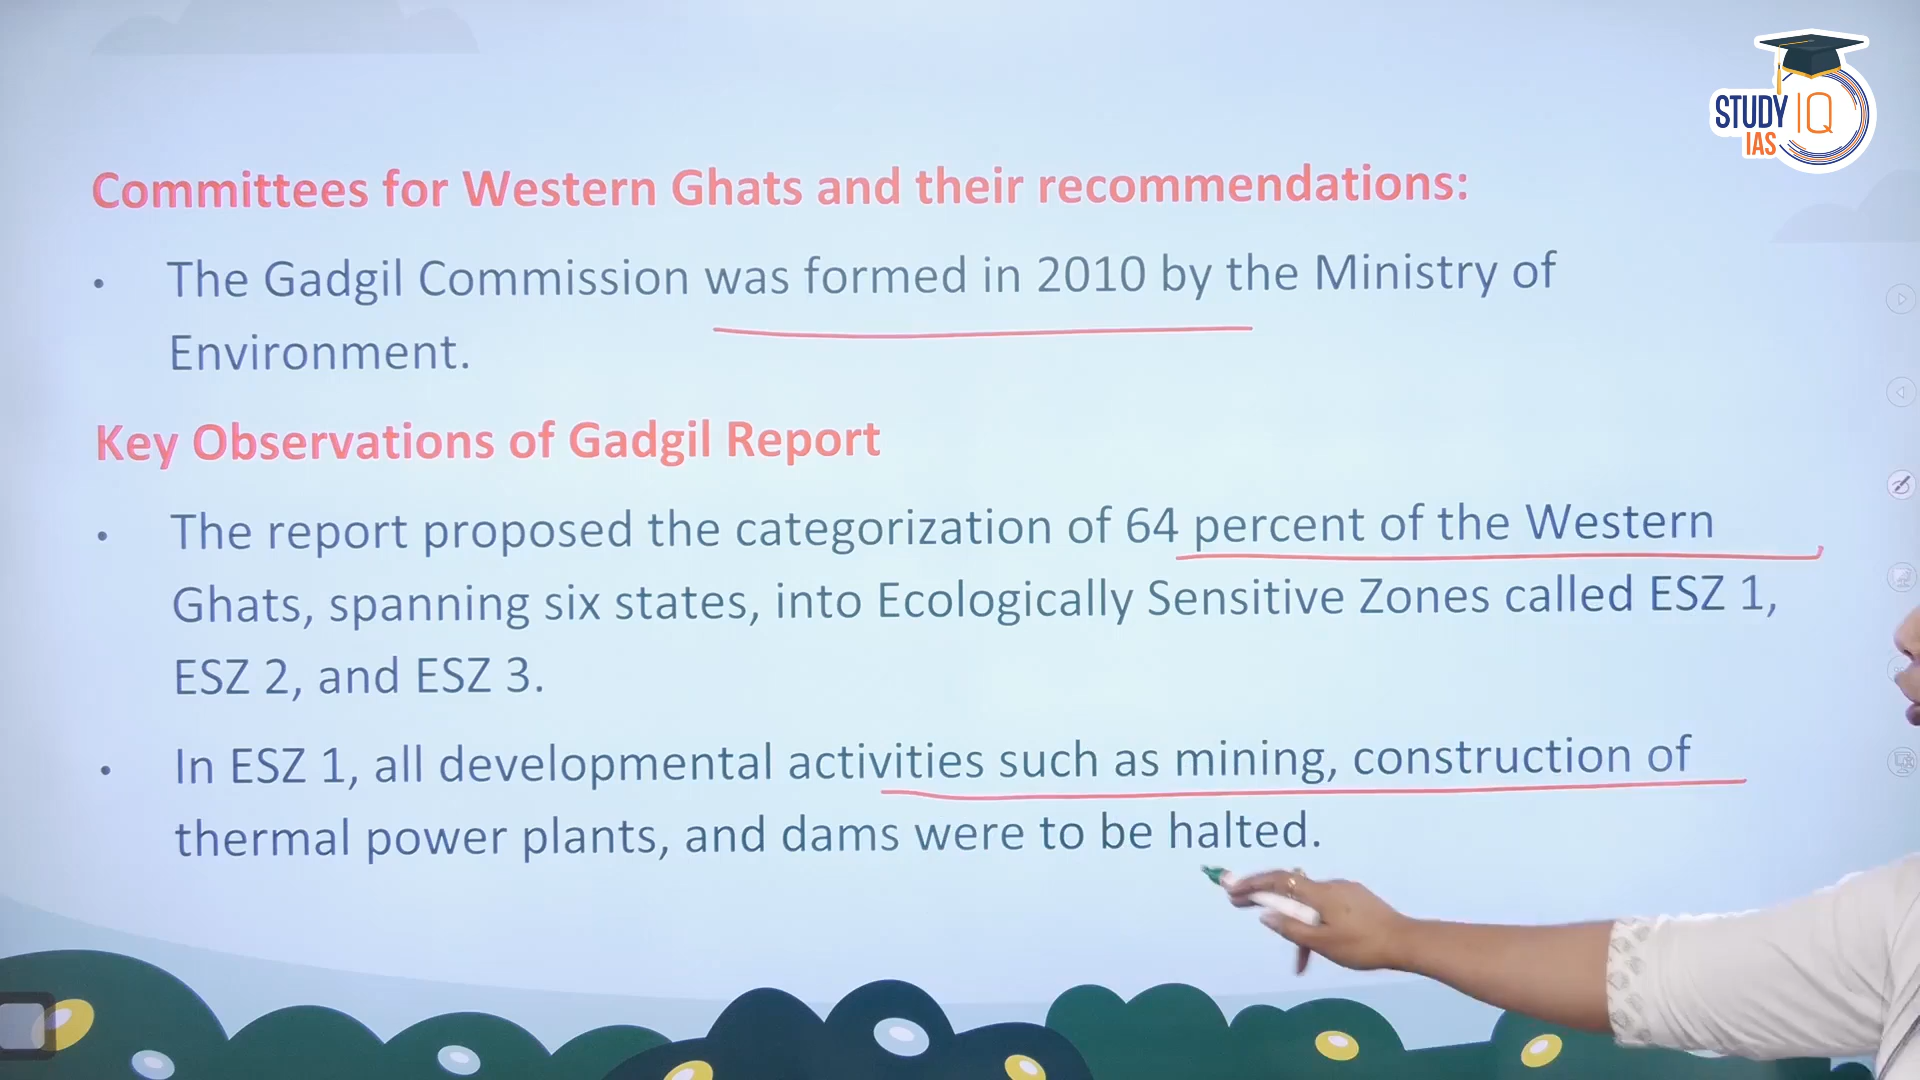 STUDY IQ
IAS
Committees for Western Ghats and their recommendations:
• The Gadgil Commission was formed in 2010 by the Ministry of
Environment.
Key Observations of Gadgil Report
• The report proposed the categorization of 64 percent of the Western
Ghats, spanning six states, into Ecologically Sensitive Zones called ESZ 1,
ESZ 2, and ESZ 3.
• In ESZ 1, all developmental activities such as mining, construction of
thermal power plants, and dams were to be halted.